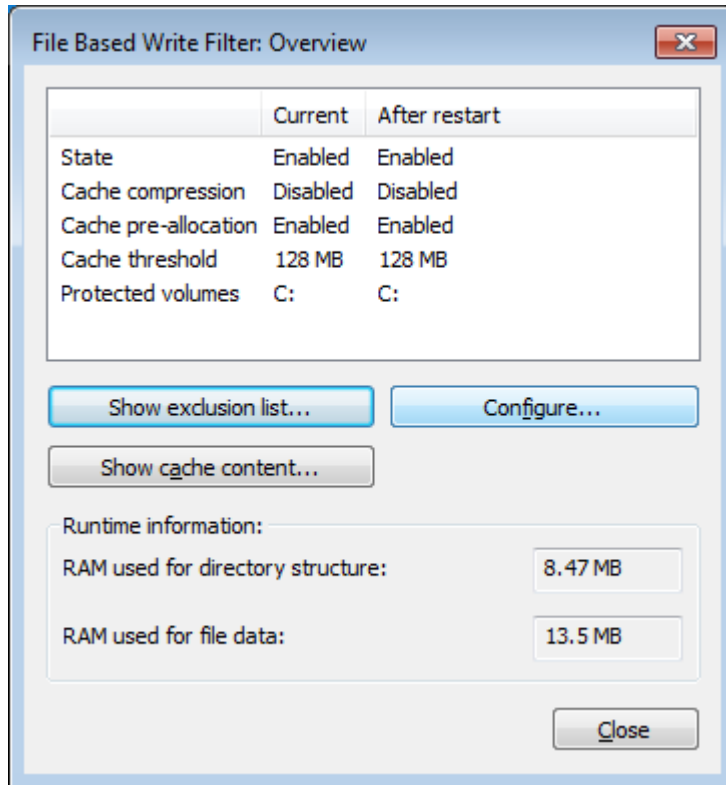 File Based Write Filter: Overview
Current After restart
State Enabled Enabled
Cache compression Disabled Disabled
Cache pre-allocation Enabled Enabled
Cache threshold 128 MB 128 MB
Protected volumes C: C:
Show exclusion list... Configure...
Show cache content...
Runtime information:
RAM used for directory structure: 8.47 MB
RAM used for file data: 13.5 MB
Close